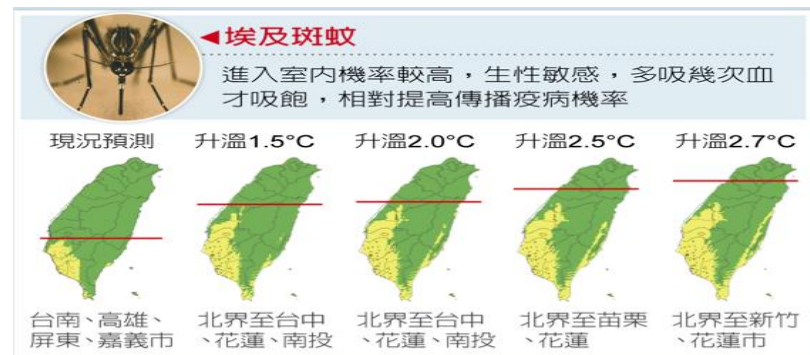 ◄埃及斑蚊
進入室內機率較高，生性敏感，多吸幾次血
才吸飽，相對提高傳播疫病機率
現況預測
升溫1.5°C
升溫2.0°C
升溫2.5°C
升溫2.7°C
台南、高雄、
屏東、嘉義市
北界至台中
、花蓮、南投
北界至台中
、花蓮、南投
北界至苗栗
、花蓮
北界至新竹
、花蓮市